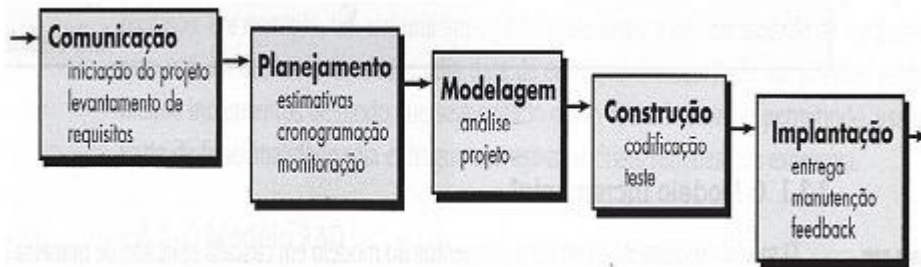 Comunicação
iniciação do projeto
levantamento de
requisitos
Planejamento
estimativas
cronogramação
monitoração
Modelagem
análise
projeto
Construção
codificação
teste
Implantação
entrega
manutenção
feedback